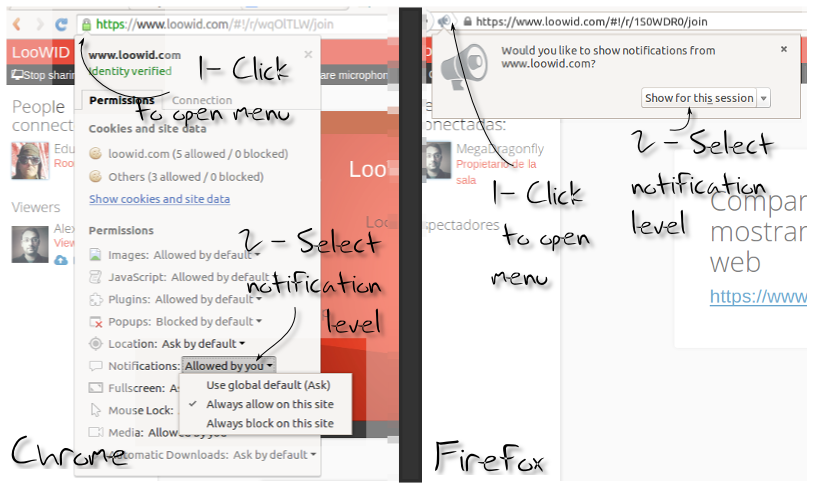 https://www.loowid.com/#!/r/wqOlTLW/join
LooWID
www.loowid.com
Identity verified
1- Click
to open menu
Stop sharing
are microphone
People
connect
Permissions
Connection
Cookies and site data
loowid.com (5 allowed / 0 blocked)
Others (3 allowed / 0 blocked)
Show cookies and site data
Edu
Roo
Loo
Viewers
Alex
View
Permissions
2 - Select
notification
level
Images: Allowed by default
JavaScript: Allowed by default
Plugins: Allowed by default
Popups: Blocked by default
Location: Ask by default
Notifications: Allowed by you
Fullscreen: As
Use global default (Ask)
Mouse Lock: A
Always allow on this site
Media: Allowed by you
Always block on this site
Automatic Downloads: Ask by default
Chrome
https://www.loowid.com/#!/r/1S0WDR0/join
Would you like to show notifications from
www.loowid.com?
Show for this session
onectadas:
MegaDragonfly
Propietario de la
sala
2 - Select
notification
level
1- Click
to open
menu
spectadores
Compar
mostrar
web
https://www
Firefox